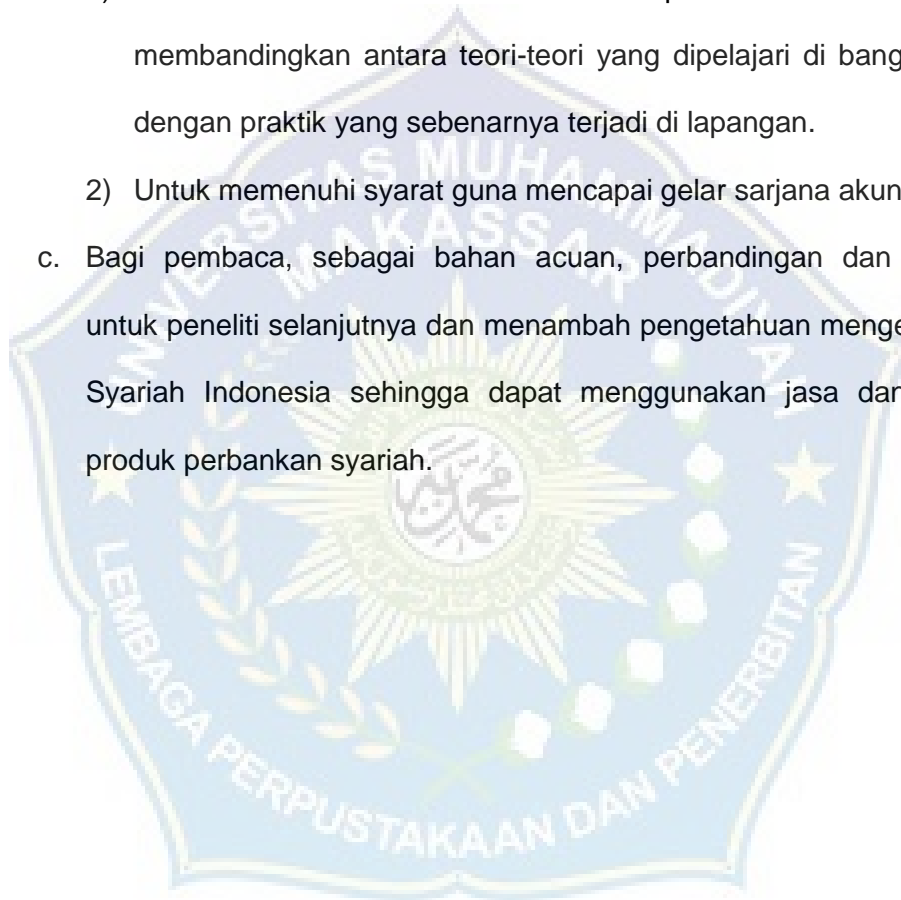 membandingkan antara teori-teori yang dipelajari di bang
dengan praktik yang sebenarnya terjadi di lapangan.
2) Untuk memenuhi syarat guna mencapai gelar sarjana akun
c. Bagi pembaca, sebagai bahan acuan, perbandingan dan
untuk peneliti selanjutnya dan menambah pengetahuan menge
Syariah Indonesia sehingga dapat menggunakan jasa dan
produk perbankan syariah.
UNIVERSITAS MUHAMMADIYAH
MAKASSAR
LEMBAGA PERPUSTAKAAN DAN PENERBITAN